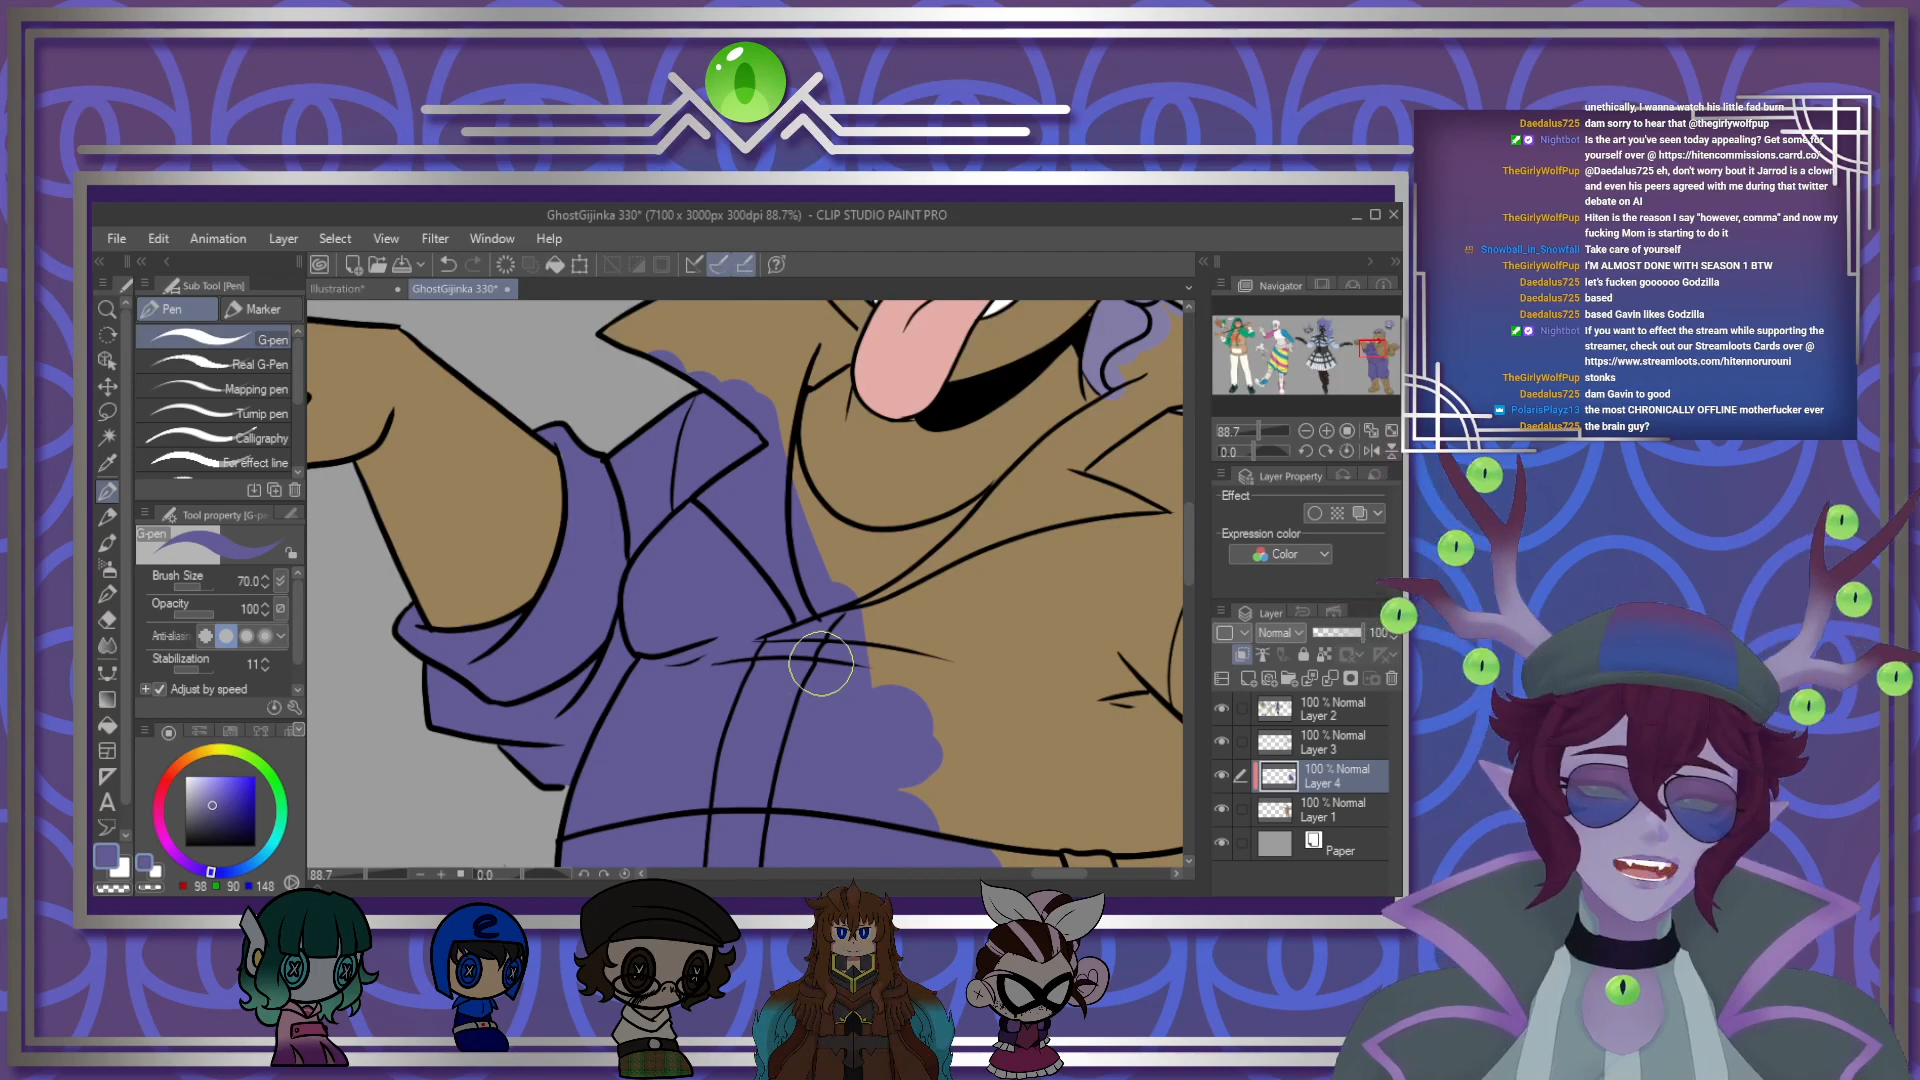 GhostGijinka 330* (7100 x 3000px 300dpi 88.7%) - CLIP STUDIO PAINT PRO
File Edit Animation Layer Select View Filter Window Help
Sub Tool [Pen]
Pen Marker
G-pen
Real G-Pen
Mapping pen
Turnip pen
Calligraphy
For effect line
Tool property [G-pe
G-pen
Brush Size 70.0
Opacity 100
Anti-aliasin
Stabilization 11
Adjust by speed
98 90 148
Illustration* GhostGijinka 330*
88.7 0.0
Navigator
88.7
0.0
Layer Property
Effect
Expression color
Color
Layer
Normal 100
100 % Normal
Layer 2
100 % Normal
Layer 3
100 % Normal
Layer 4
100 % Normal
Layer 1
Paper
unethically, I wanna watch his little fad burn
Daedalus725 dam sorry to hear that @thegirlywolfpup
Nightbot Is the art you've seen today appealing? Get some for
yourself over @ https://hitencommissions.carrd.co/
TheGirlyWolfPup @Daedalus725 eh, don't worry bout it Jarrod is a clown
and even his peers agreed with me during that twitter
debate on AI
TheGirlyWolfPup Hiten is the reason I say "however, comma" and now my
fucking Mom is starting to do it
Snowball_in_Snowfall Take care of yourself
TheGirlyWolfPup I'M ALMOST DONE WITH SEASON 1 BTW
Daedalus725 let's fucken goooooo Godzilla
Daedalus725 based
Daedalus725 based Gavin likes Godzilla
Nightbot If you want to effect the stream while supporting the
streamer, check out our Streamloots Cards over @
https://www.streamloots.com/hitennorurouni
TheGirlyWolfPup stonks
Daedalus725 dam Gavin to good
PolarisPlayz13 the most CHRONICALLY OFFLINE motherfucker ever
Daedalus725 the brain guy?